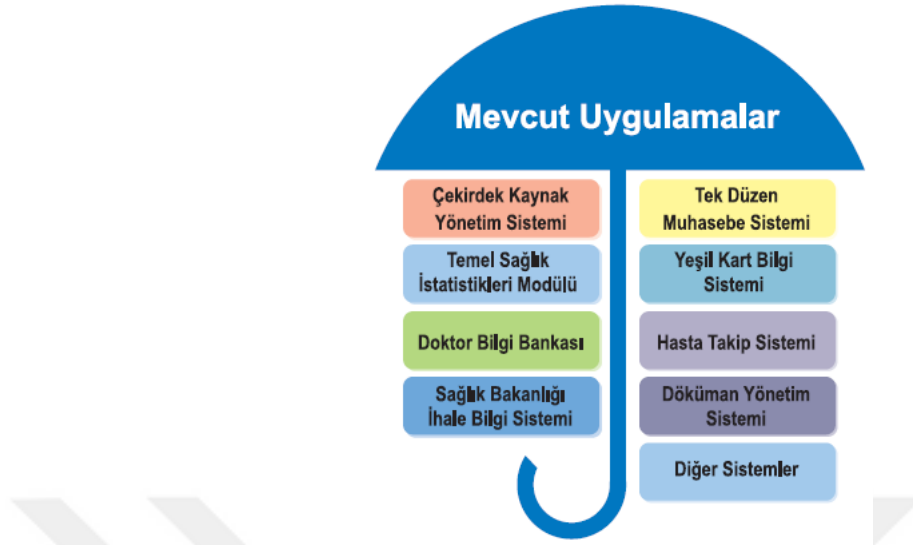 Mevcut Uygulamalar
Çekirdek Kaynak
Yönetim Sistemi
Temel Sağlık
İstatistikleri Modülü
Doktor Bilgi Bankası
Sağlık Bakanlığı
İhale Bilgi Sistemi
Tek Düzen
Muhasebe Sistemi
Yeşil Kart Bilgi
Sistemi
Hasta Takip Sistemi
Döküman Yönetim
Sistemi
Diğer Sistemler